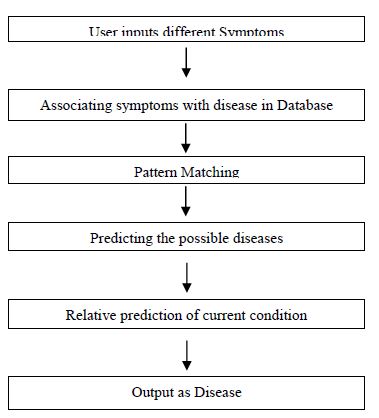 User inputs different Symptoms
Associating symptoms with disease in Database
Pattern Matching
Predicting the possible diseases
Relative prediction of current condition
Output as Disease